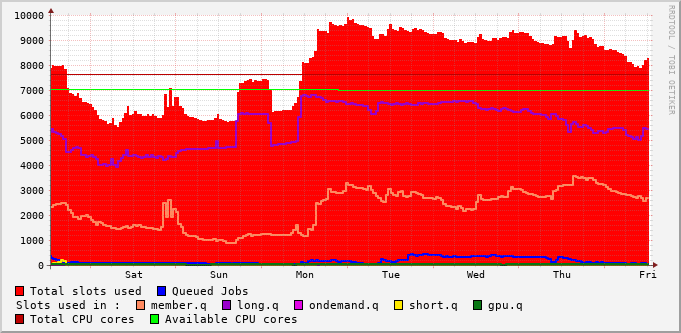 10000
9000
8000
7000
6000
5000
4000
3000
2000
1000
0
Sat Sun Mon Tue Wed Thu Fri
Total slots used Queued Jobs
Slots used in : member.q long.q ondemand.q short.q gpu.q
Total CPU cores Available CPU cores
RRDTOOL / TOBI OETIKER